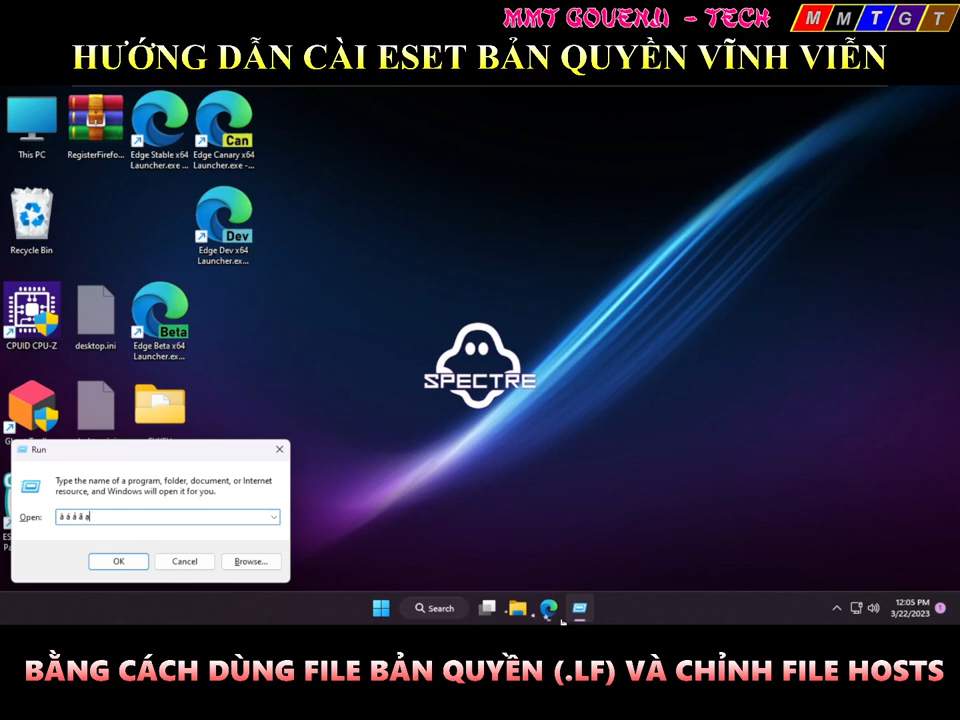 MMT GOUENJI - TECH
M M T G T
HƯỚNG DẪN CÀI ESET BẢN QUYỀN VĨNH VIỄN
This PC
RegisterFirefo...
Edge Stable x64 Launcher.exe ...
Can
Edge Canary x64 Launcher.exe -...
Recycle Bin
Dev
Edge Dev x64 Launcher.ex...
CPUID CPU-Z
desktop.ini
Beta
Edge Beta x64 Launcher.ex...
SPECTRE
Run
Type the name of a program, folder, document, or Internet
resource, and Windows will open it for you.
Open:
à á ả ã ạ
OK
Cancel
Browse...
Search
12:05 PM
3/22/2023
1
BẰNG CÁCH DÙNG FILE BẢN QUYỀN (.LF) VÀ CHỈNH FILE HOSTS